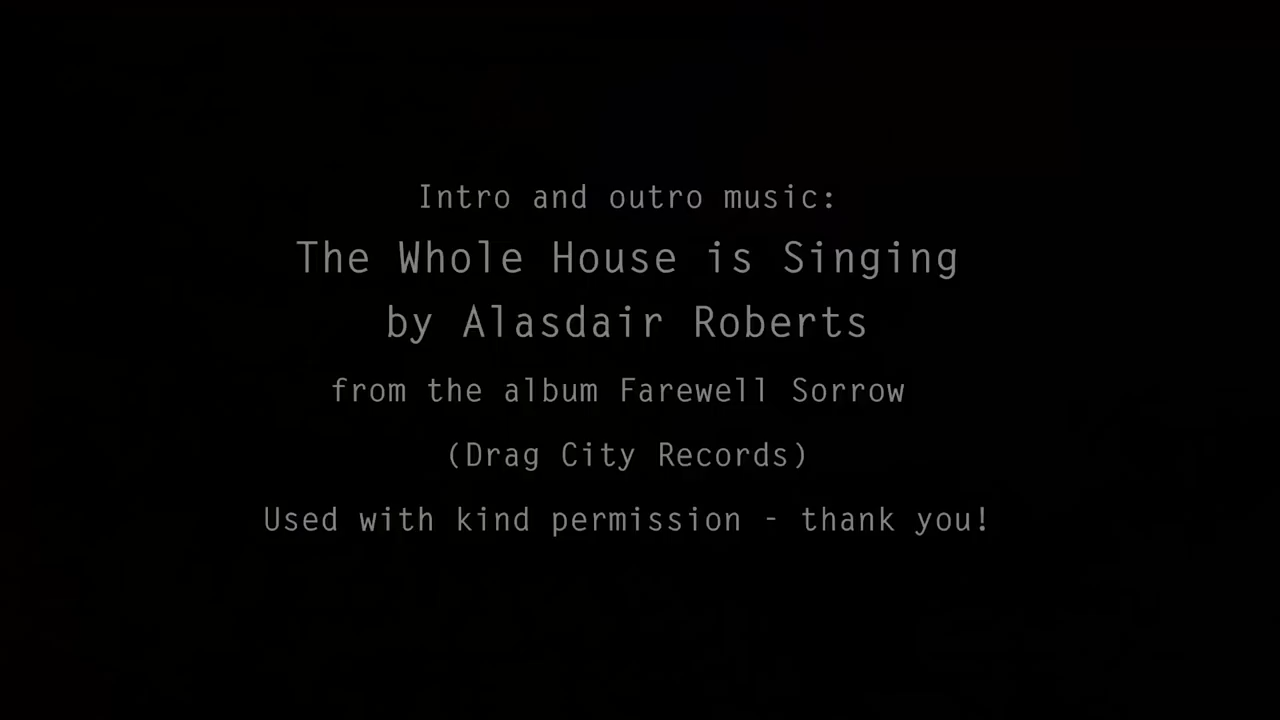 Intro and outro music:
The Whole House is Singing
by Alasdair Roberts
from the album Farewell Sorrow
(Drag City Records)
Used with kind permission - thank you!